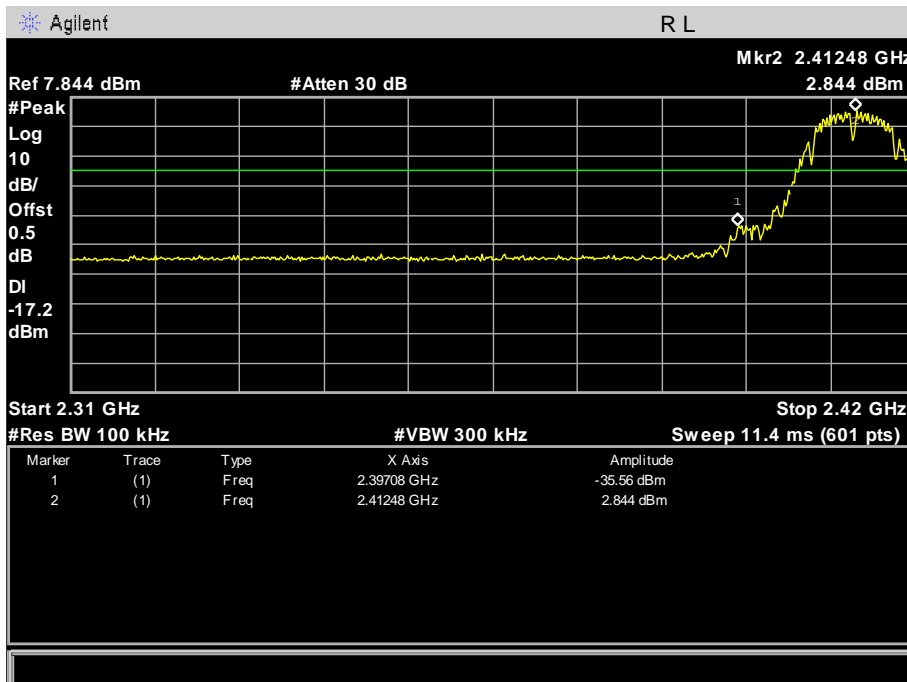 Agilent R L
Mkr2 2.41248 GHz
Ref 7.844 dBm #Atten 30 dB 2.844 dBm
#Peak
Log
10
dB/
Offst
0.5
dB
DI
-17.2
dBm
1
Start 2.31 GHz Stop 2.42 GHz
#Res BW 100 kHz #VBW 300 kHz Sweep 11.4 ms (601 pts)
Marker Trace Type X Axis Amplitude
1 (1) Freq 2.39708 GHz -35.56 dBm
2 (1) Freq 2.41248 GHz 2.844 dBm